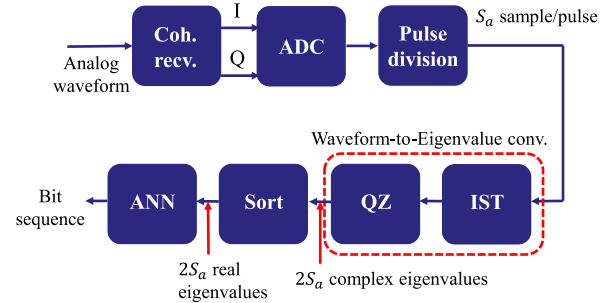 Analog
waveform
Coh.
recv.
I
Q
ADC
Pulse
division
S_a sample/pulse
Waveform-to-Eigenvalue conv.
IST
QZ
Sort
ANN
Bit
sequence
2S_a complex eigenvalues
2S_a real
eigenvalues